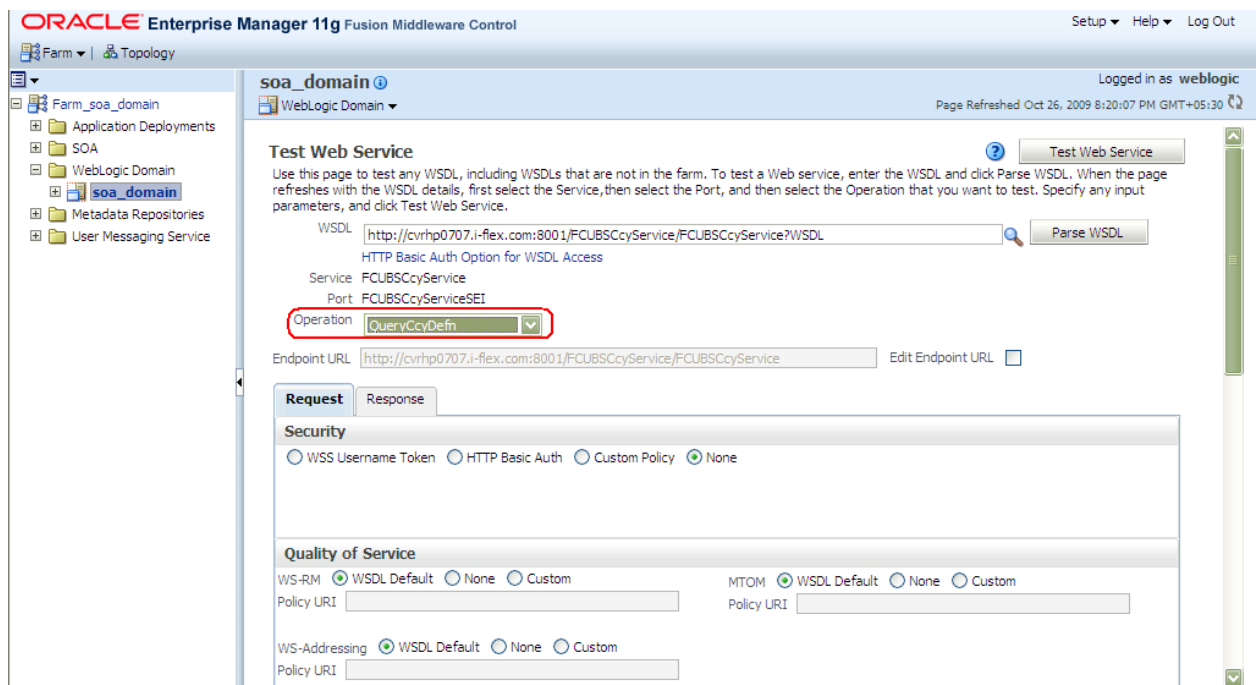 ORACLE Enterprise Manager 11g Fusion Middleware Control
Setup Help Log Out
Farm | Topology
Farm_soa_domain
Application Deployments
SOA
WebLogic Domain
soa_domain
Metadata Repositories
User Messaging Service
soa_domain
Logged in as weblogic
WebLogic Domain
Page Refreshed Oct 26, 2009 8:20:07 PM GMT+05:30
Test Web Service
Test Web Service
Use this page to test any WSDL, including WSDLs that are not in the farm. To test a Web service, enter the WSDL and click Parse WSDL. When the page
refreshes with the WSDL details, first select the Service,then select the Port, and then select the Operation that you want to test. Specify any input
parameters, and click Test Web Service.
WSDL http://cvrhp0707.i-flex.com:8001/FCUBSCcyService/FCUBSCcyService?WSDL Parse WSDL
HTTP Basic Auth Option for WSDL Access
Service FCUBSCcyService
Port FCUBSCcyServiceSEI
Operation QueryCcyDefn
Endpoint URL http://cvrhp0707.i-flex.com:8001/FCUBSCcyService/FCUBSCcyService Edit Endpoint URL
Request Response
Security
WSS Username Token HTTP Basic Auth Custom Policy None
Quality of Service
WS-RM WSDL Default None Custom
Policy URI
MTOM WSDL Default None Custom
Policy URI
WS-Addressing WSDL Default None Custom
Policy URI